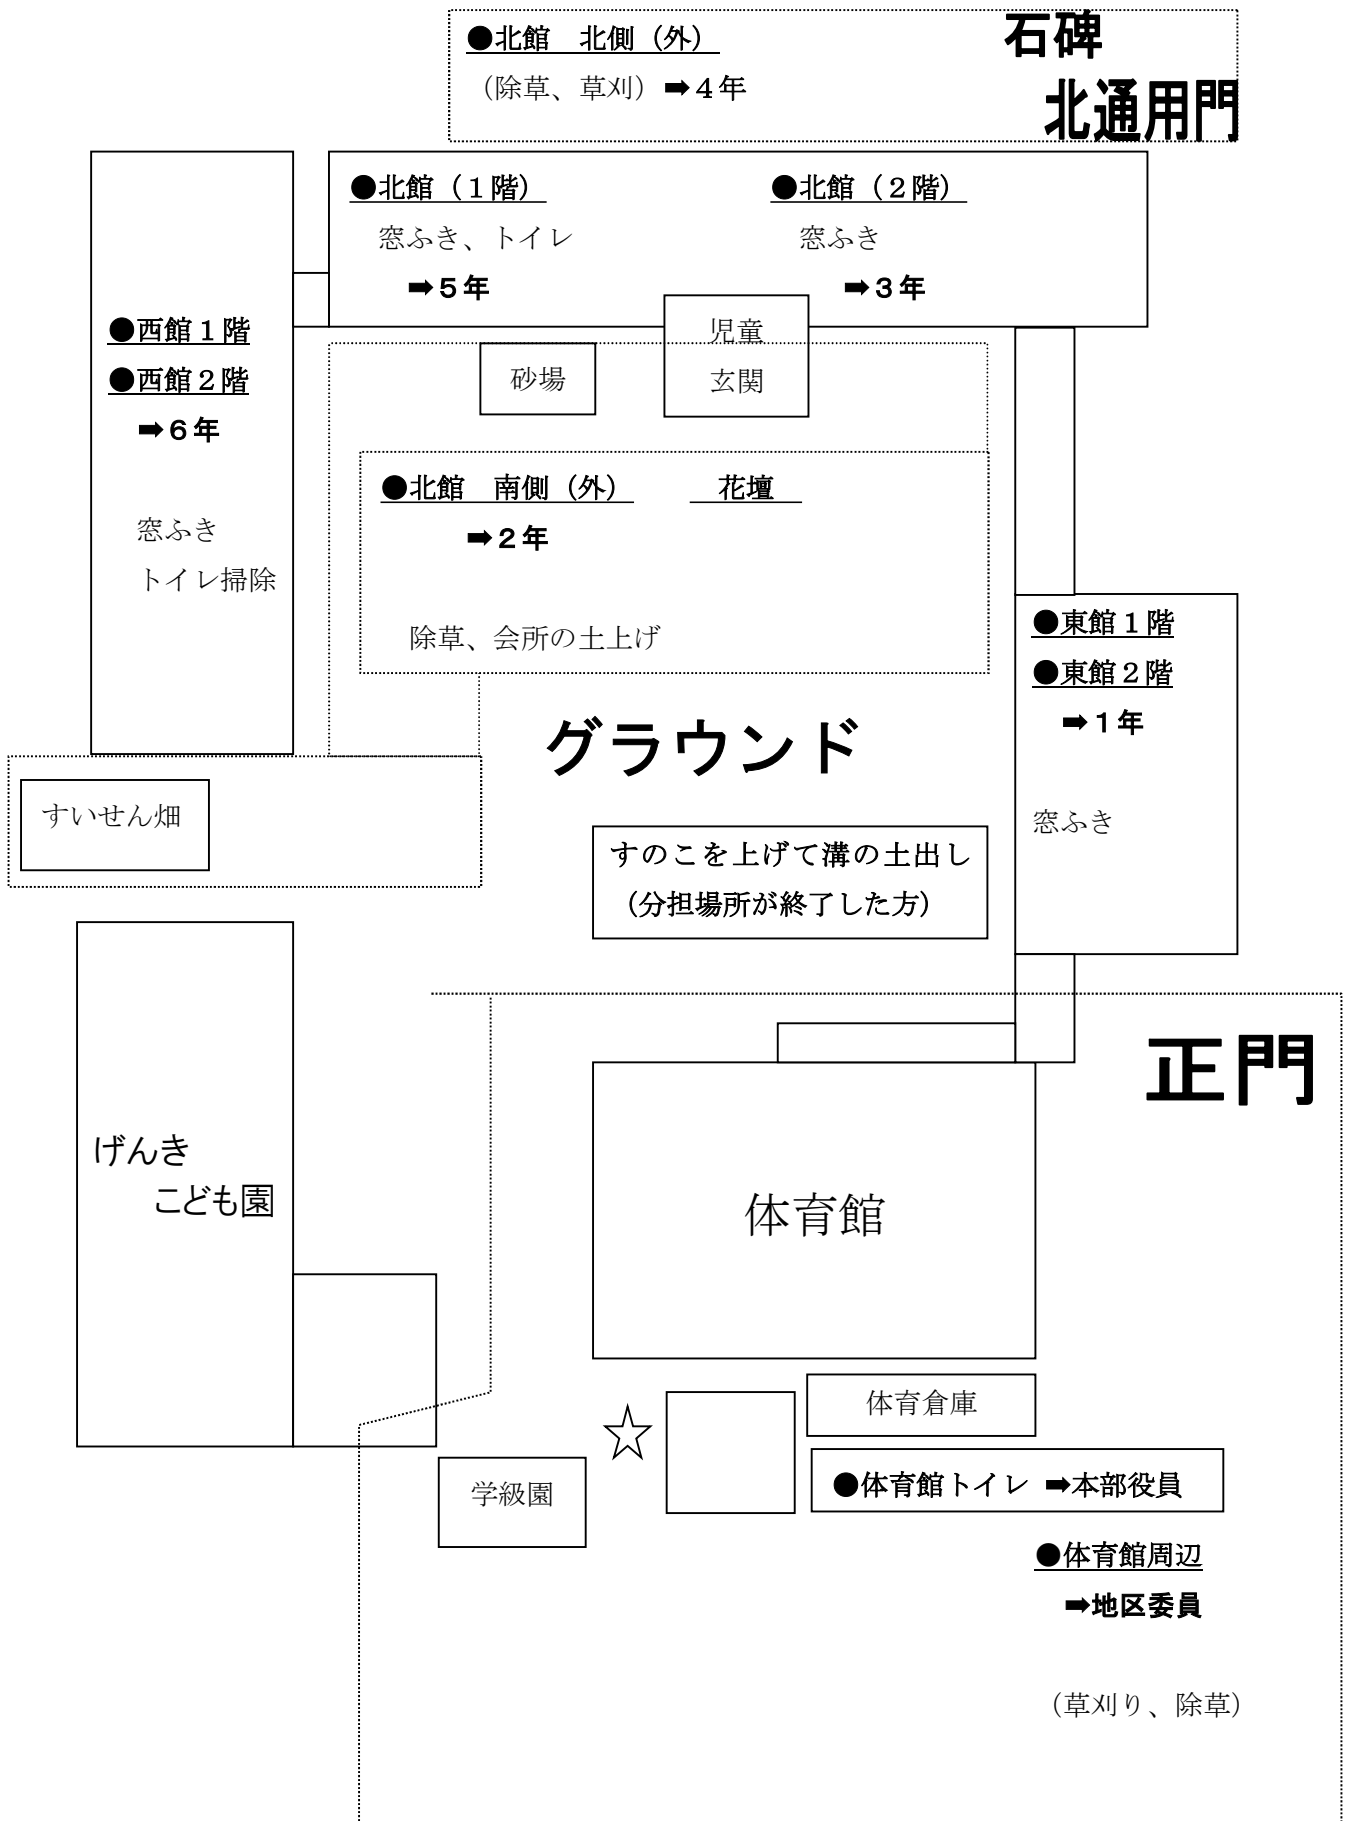 ●北館　北側（外）
（除草、草刈）➡４年
石碑
北通用門
●北館（１階）
窓ふき、トイレ
➡５年
●北館（２階）
窓ふき
➡３年
●西館１階
●西館２階
➡６年
窓ふき
トイレ掃除
砂場
児童
玄関
●北館　南側（外）　　花壇
➡２年
除草、会所の土上げ
●東館１階
●東館２階
➡１年
窓ふき
グラウンド
すいせん畑
すのこを上げて溝の土出し
（分担場所が終了した方）
正門
げんき
こども園
体育館
体育倉庫
☆
学級園
●体育館トイレ ➡本部役員
●体育館周辺
➡地区委員
（草刈り、除草）